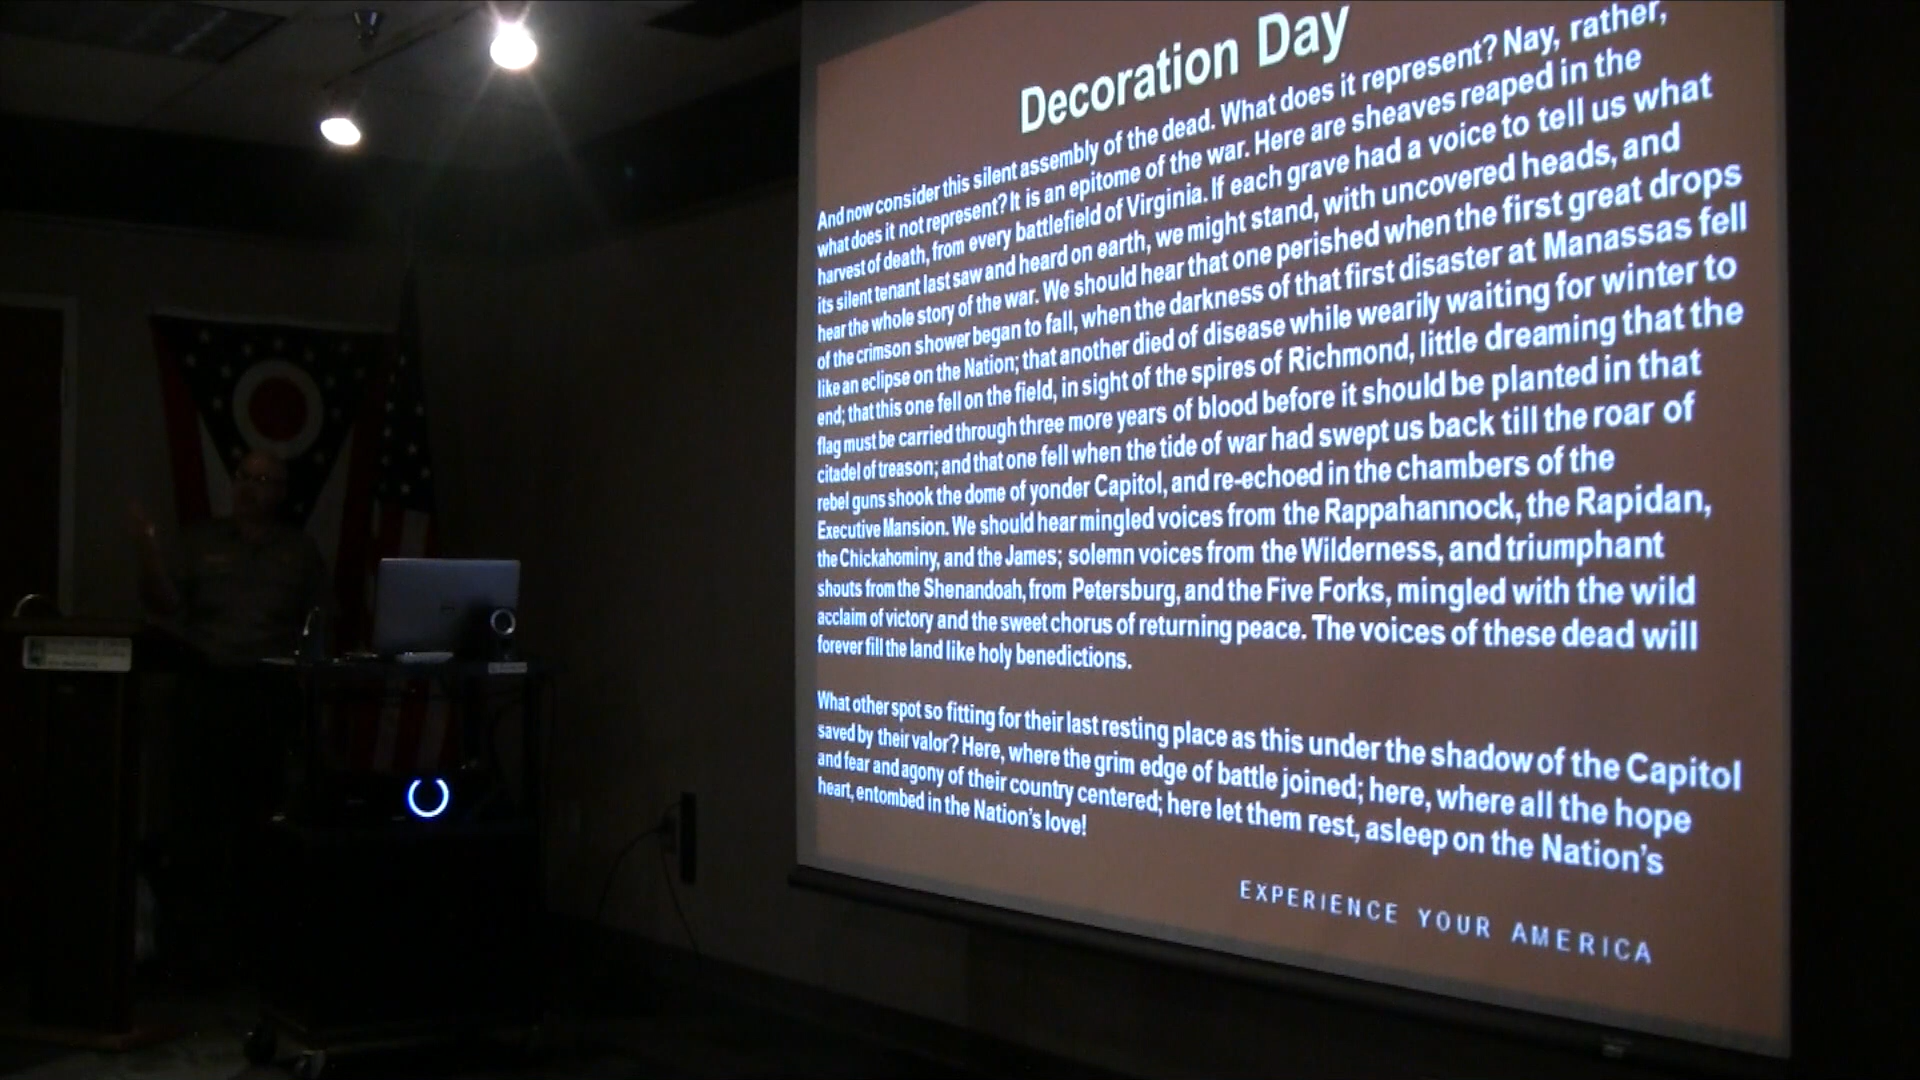 Decoration Day
And now consider this silent assembly of the dead. What does it represent? Nay, rather,
what does it not represent? It is an epitome of the war. Here are sheaves reaped in the
harvest of death, from every battlefield of Virginia. If each grave had a voice to tell us what
its silent tenant last saw and heard on earth, we might stand, with uncovered heads, and
hear the whole story of the war. We should hear that one perished when the first great drops
of the crimson shower began to fall, when the darkness of that first disaster at Manassas fell
like an eclipse on the Nation; that another died of disease while wearily waiting for winter to
end; that this one fell on the field, in sight of the spires of Richmond, little dreaming that the
flag must be carried through three more years of blood before it should be planted in that
citadel of treason; and that one fell when the tide of war had swept us back till the roar of
rebel guns shook the dome of yonder Capitol, and re-echoed in the chambers of the
Executive Mansion. We should hear mingled voices from the Rappahannock, the Rapidan,
the Chickahominy, and the James; solemn voices from the Wilderness, and triumphant
shouts from the Shenandoah, from Petersburg, and the Five Forks, mingled with the wild
acclaim of victory and the sweet chorus of returning peace. The voices of these dead will
forever fill the land like holy benedictions.
What other spot so fitting for their last resting place as this under the shadow of the Capitol
saved by their valor? Here, where the grim edge of battle joined; here, where all the hope
and fear and agony of their country centered; here let them rest, asleep on the Nation's
heart, entombed in the Nation's love!
EXPERIENCE YOUR AMERICA